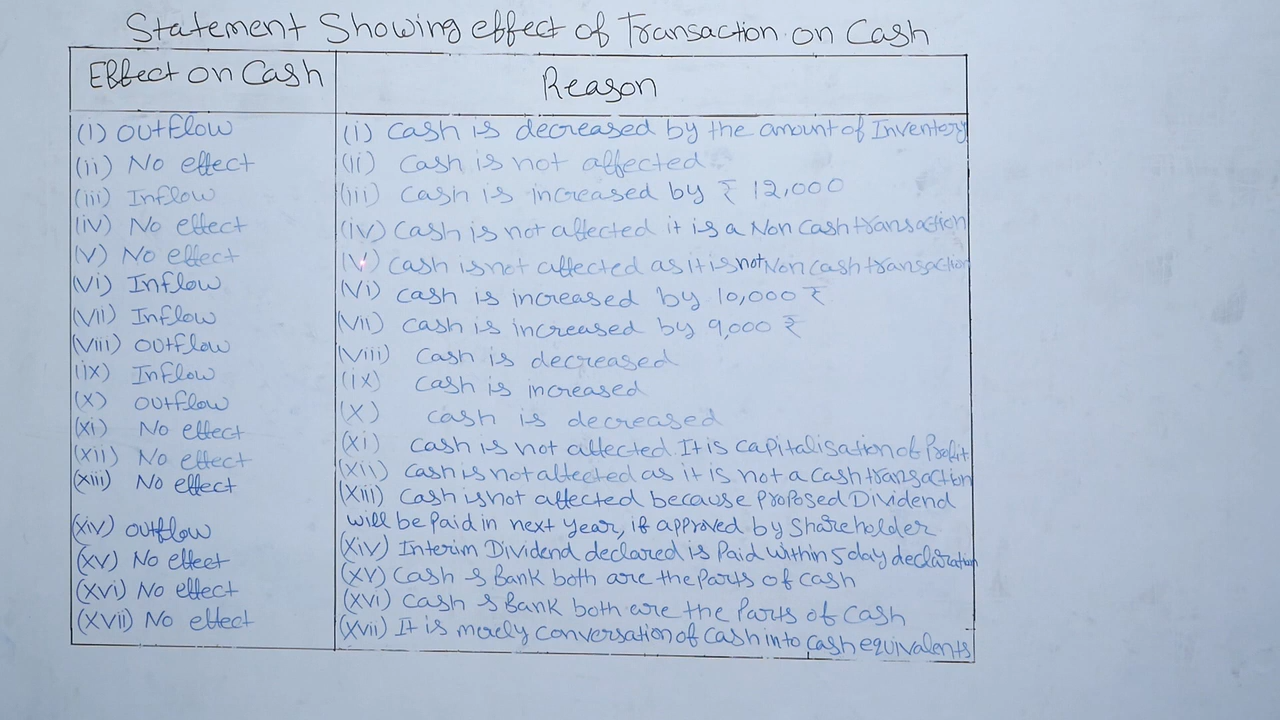 Statement Showing effect of Transaction on Cash
Effect on Cash
Reason
(i) outflow
(i) Cash is decreased by the amount of Inventery
(ii) No effect
(ii) Cash is not affected
(iii) Inflow
(iii) Cash is increased by ₹ 12,000
(iv) No effect
(iv) Cash is not affected it is a Non Cash transaction
(v) No effect
(v) Cash is not affected as it is not Non cash transaction
(vi) Inflow
(vi) Cash is increased by 10,000 ₹
(vii) Inflow
(vii) Cash is increased by 9,000 ₹
(viii) outflow
(viii) Cash is decreased
(ix) Inflow
(ix) Cash is increased
(x) outflow
(x) cash is decreased
(xi) No effect
(xi) cash is not affected It is capitalisation of Profit
(xii) No effect
(xii) cash is not affected as it is not a cash transaction
(xiii) No effect
(xiii) Cash is not affected because Proposed Dividend
will be Paid in next year, if approved by Shareholder
(xiv) outflow
(xiv) Interim Dividend declared is Paid within 5 day declaration
(xv) No effect
(xv) Cash & Bank both are the Parts of cash
(xvi) No effect
(xvi) Cash & Bank both are the Parts of Cash
(xvii) No effect
(xvii) It is merely conversation of cash into cash equivalents